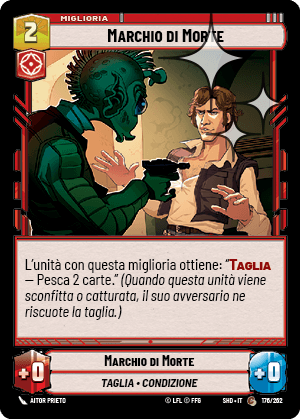 MIGLIORIA
2
MARCHIO DI MORTE
L'unità con questa miglioria ottiene: "TAGLIA
— Pesca 2 carte." (Quando questa unità viene
sconfitta o catturata, il suo avversario ne
riscuote la taglia.)
+0
MARCHIO DI MORTE
TAGLIA • CONDIZIONE
+0
AITOR PRIETO
© LFL © FFG
SHD • IT
176/262